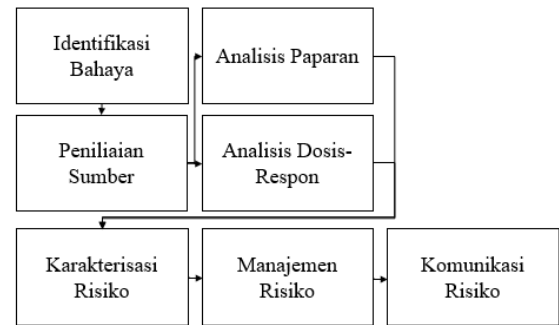 Identifikasi
Bahaya
Analisis Paparan
Peniliaian
Sumber
Analisis Dosis-
Respon
Karakterisasi
Risiko
Manajemen
Risiko
Komunikasi
Risiko